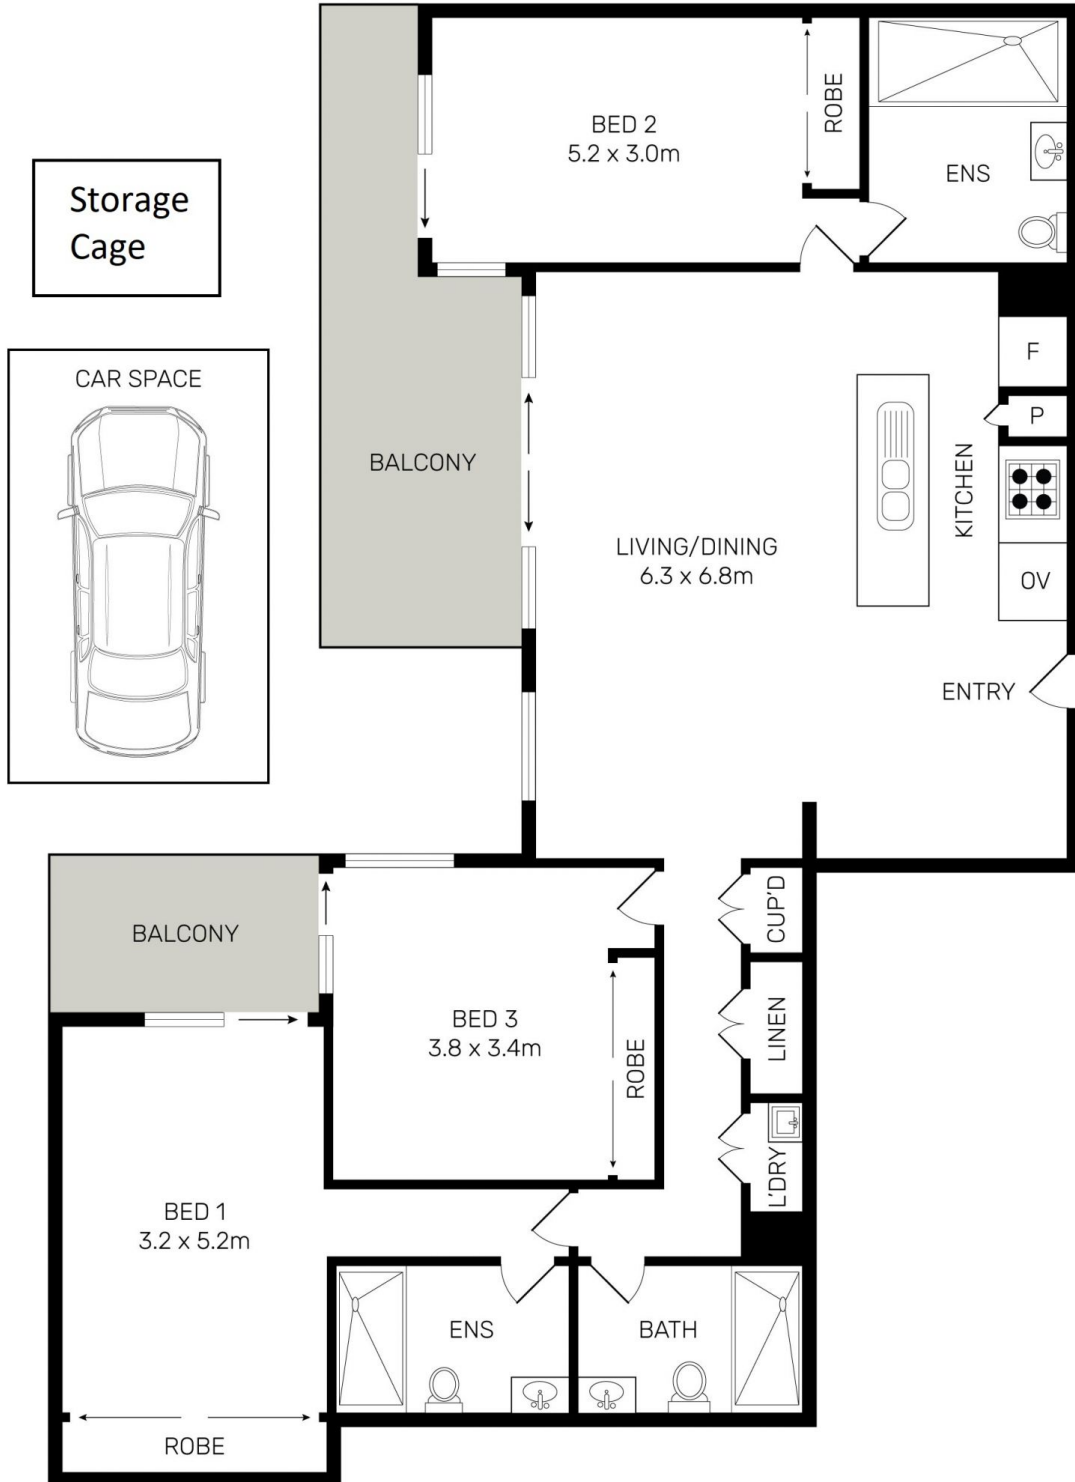 BED 2
5.2 x 3.0m
ROBE
ENS
Storage
Cage
CAR SPACE
F
P
BALCONY
KITCHEN
LIVING/DINING
6.3 x 6.8m
OV
ENTRY
CUP'D
BALCONY
BED 3
3.8 x 3.4m
ROBE
LINEN
L'DRY
BED 1
3.2 x 5.2m
ENS
BATH
ROBE